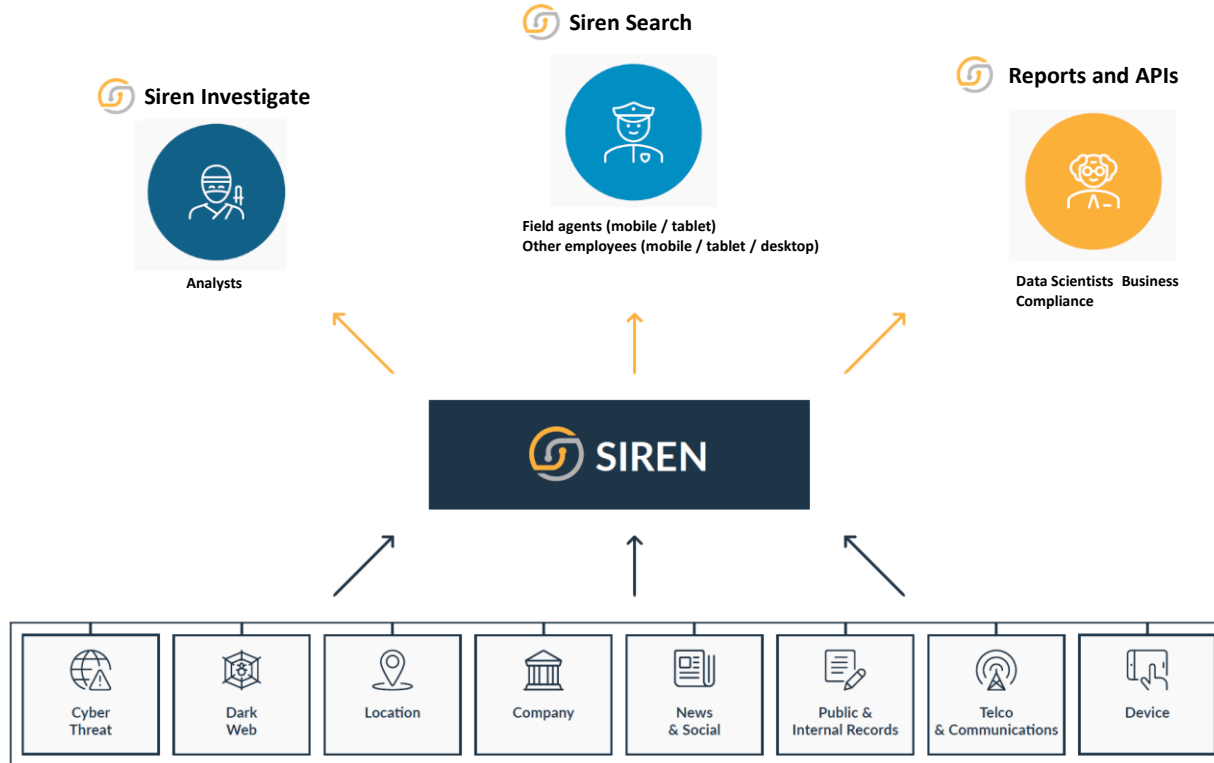 Siren Search
Siren Investigate
Reports and APIs
Field agents (mobile / tablet)
Other employees (mobile / tablet / desktop)
Analysts
Data Scientists  Business
Compliance
SIREN
Cyber
Threat
Dark
Web
Location
Company
News
& Social
Public &
Internal Records
Telco
& Communications
Device